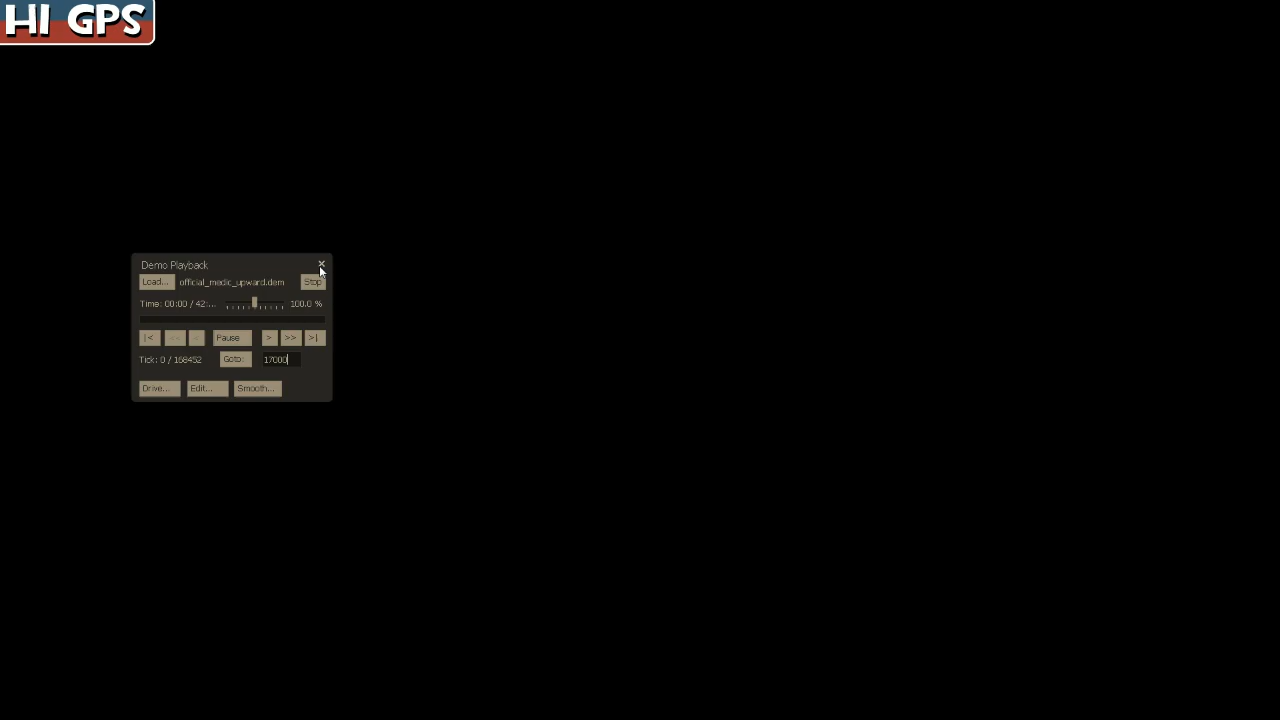 HI GPS
Demo Playback
Load... official_medic_upward.dem Stop
Time: 00:00 / 42:... 100.0 %
|< << < Pause > >> >|
Tick: 0 / 168452 Goto: 17000
Drive... Edit... Smooth...